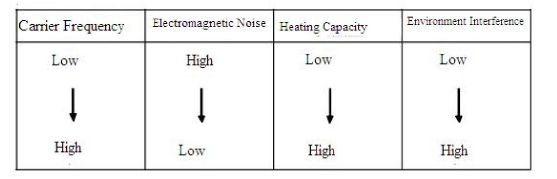 Carrier Frequency Electromagnetic Noise Heating Capacity Environment Interference
Low High Low Low
High Low High High